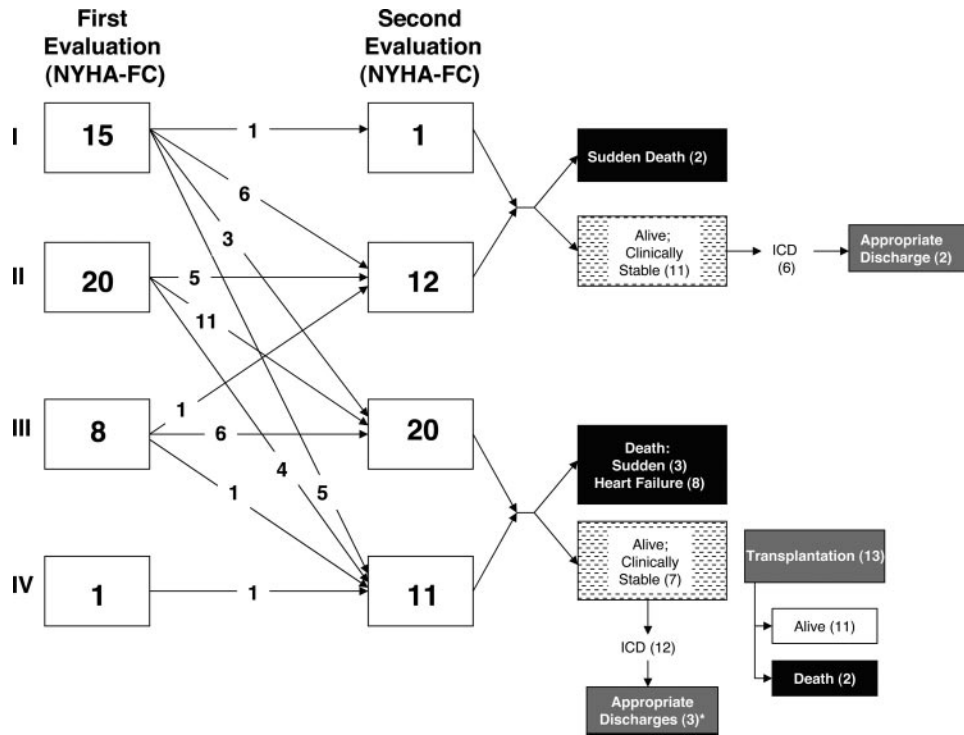 First
Evaluation
(NYHA-FC)
Second
Evaluation
(NYHA-FC)
I
15
1
1
Sudden Death (2)
6
3
Alive;
Clinically
Stable (11)
ICD
(6)
Appropriate
Discharge (2)
II
20
5
12
11
1
III
8
6
20
Death:
Sudden (3)
Heart Failure (8)
4
5
1
Alive;
Clinically
Stable (7)
Transplantation (13)
IV
1
1
11
Alive (11)
ICD (12)
Death (2)
Appropriate
Discharges (3)*